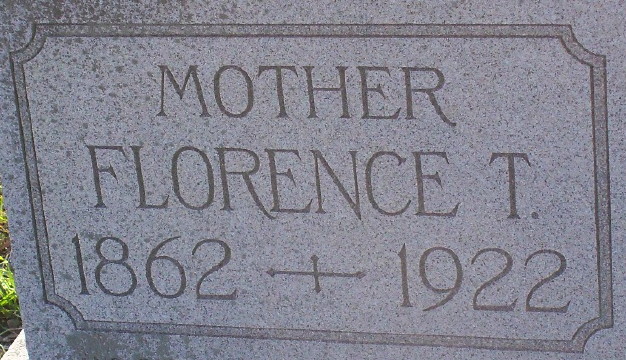 MOTHER
FLORENCE T.
1862 1922